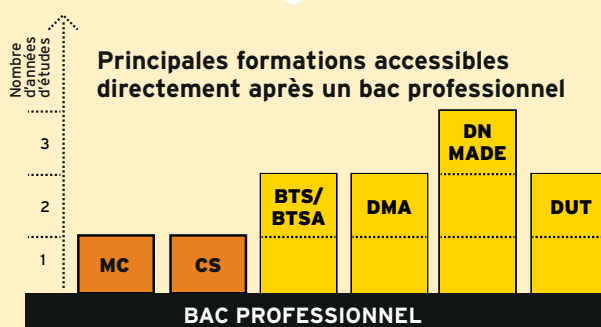 Nombre
d'années
d'études
Principales formations accessibles
directement après un bac professionnel
3
2
1
MC
CS
BTS/
BTSA
DMA
DN
MADE
DUT
BAC PROFESSIONNEL